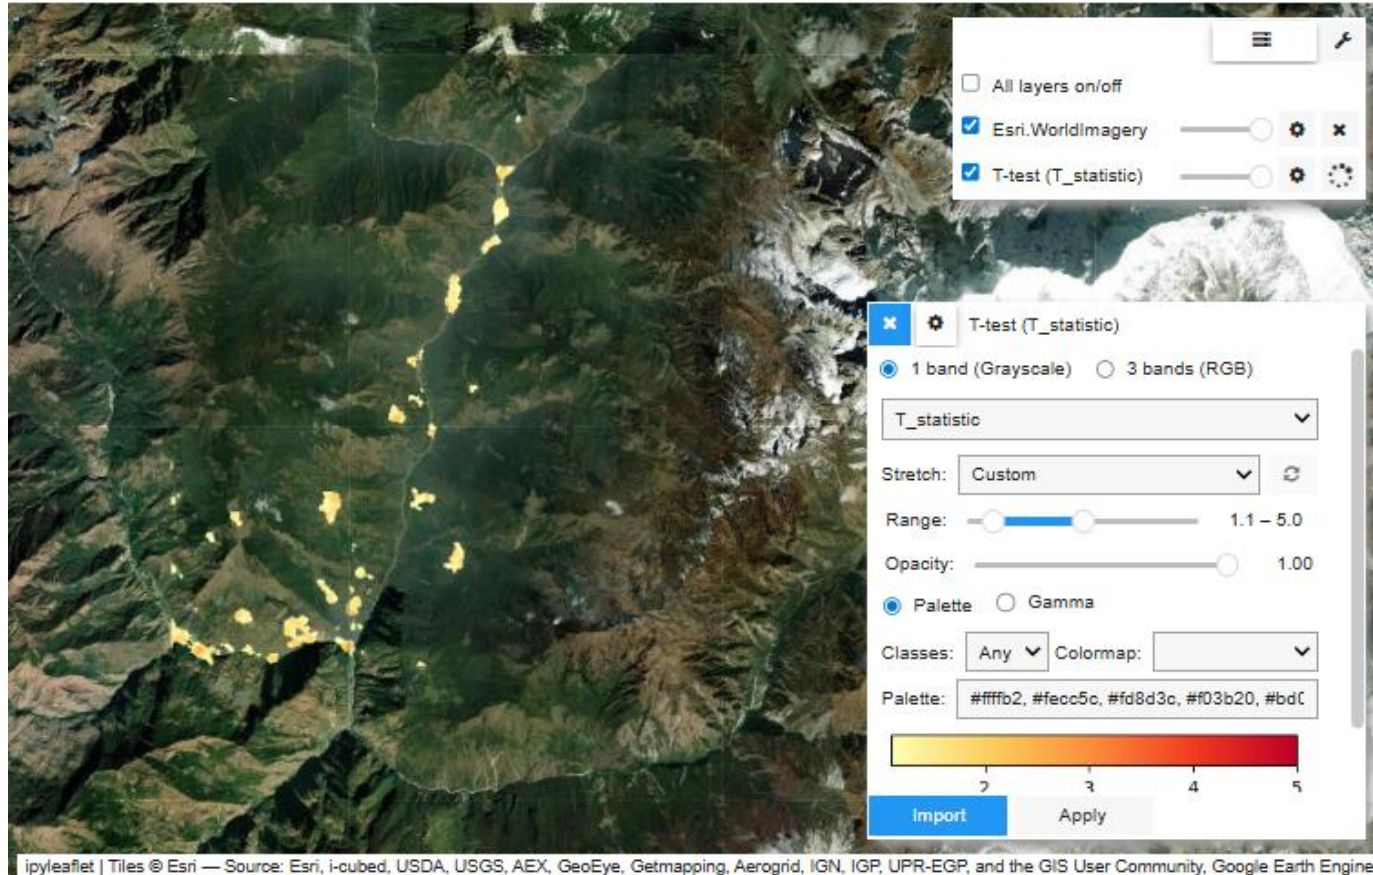 All layers on/off
Esri.WorldImagery
T-test (T_statistic)
T-test (T_statistic)
1 band (Grayscale) 3 bands (RGB)
T_statistic
Stretch: Custom
Range: 1.1 – 5.0
Opacity: 1.00
Palette Gamma
Classes: Any Colormap:
Palette: #ffffb2, #fecc5c, #fd8d3c, #f03b20, #bd0
2 3 4 5
Import Apply
ipyleaflet | Tiles © Esri — Source: Esri, i-cubed, USDA, USGS, AEX, GeoEye, Getmapping, Aerogrid, IGN, IGP, UPR-EGP, and the GIS User Community, Google Earth Engine